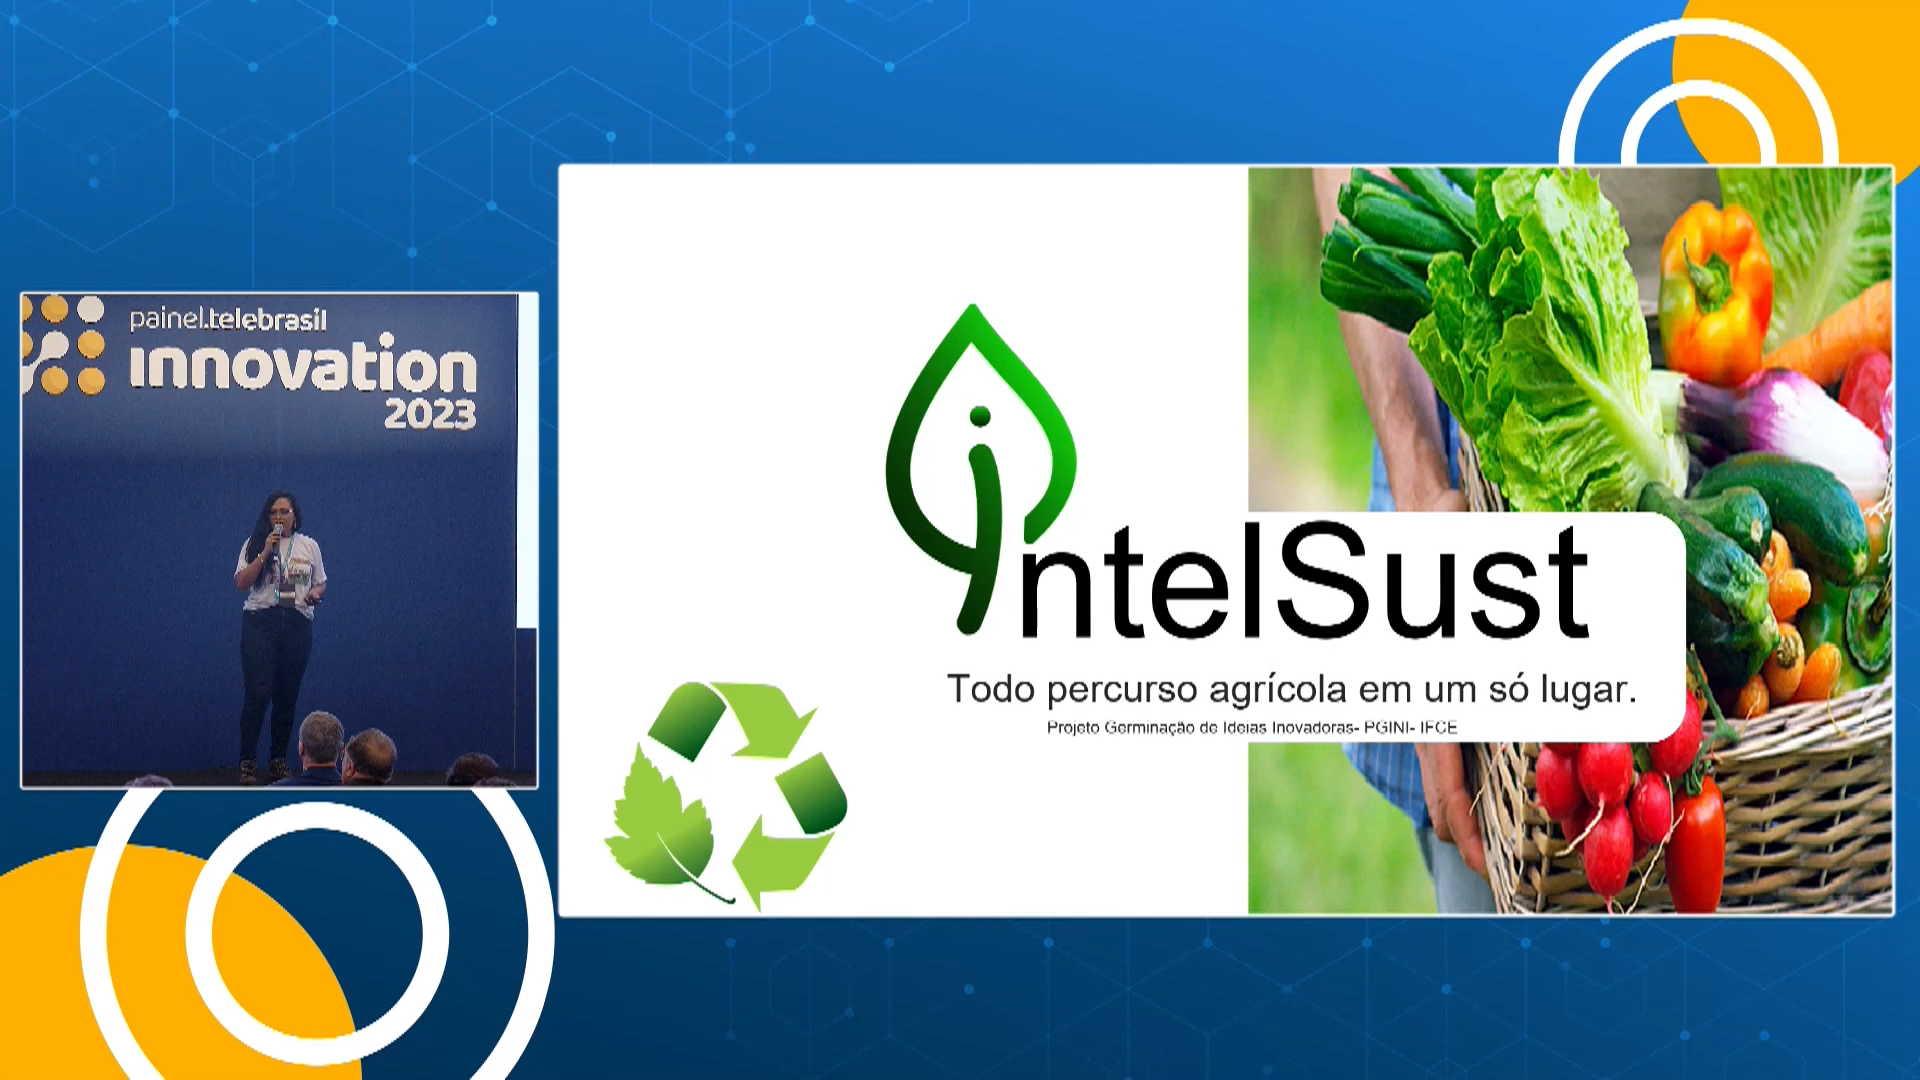 painel.telebrasil
innovation
2023
intelSust
Todo percurso agrícola em um só lugar.
Projeto Germinação de Ideias Inovadoras- PGINI- IFCE